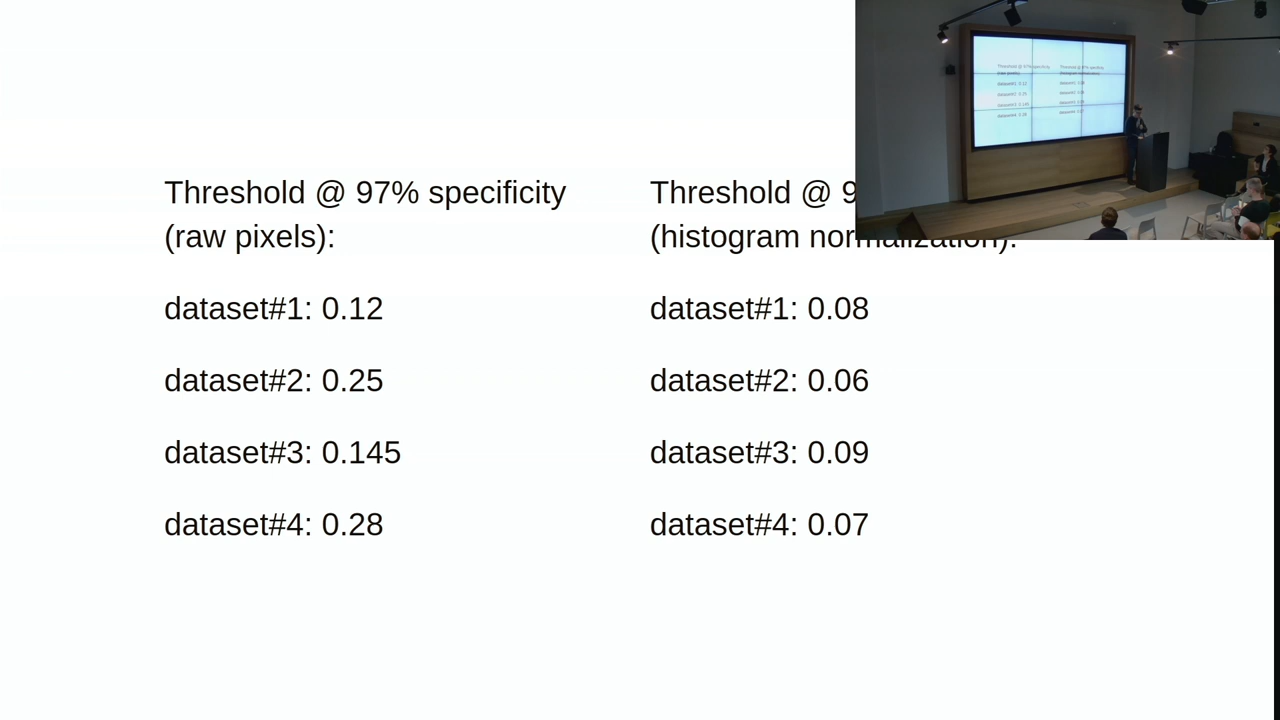 Threshold @ 97% specificity
(raw pixels):
dataset#1: 0.12
dataset#2: 0.25
dataset#3: 0.145
dataset#4: 0.28
Threshold @ 9
(histogram normalization):
dataset#1: 0.08
dataset#2: 0.06
dataset#3: 0.09
dataset#4: 0.07